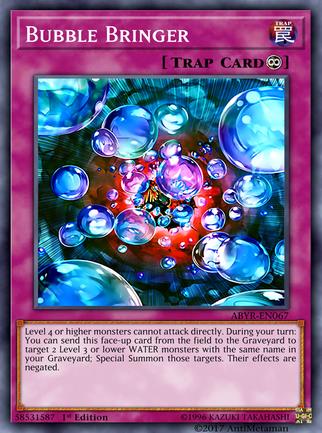 BUBBLE BRINGER
TRAP
罠
[TRAP CARD∞]
ABYR-EN067
Level 4 or higher monsters cannot attack directly. During your turn:
You can send this face-up card from the field to the Graveyard to
target 2 Level 3 or lower WATER monsters with the same name in
your Graveyard; Special Summon those targets. Their effects are
negated.
58531587 1st Edition ©1996 KAZUKI TAKAHASHI
©2017 AntiMetaman